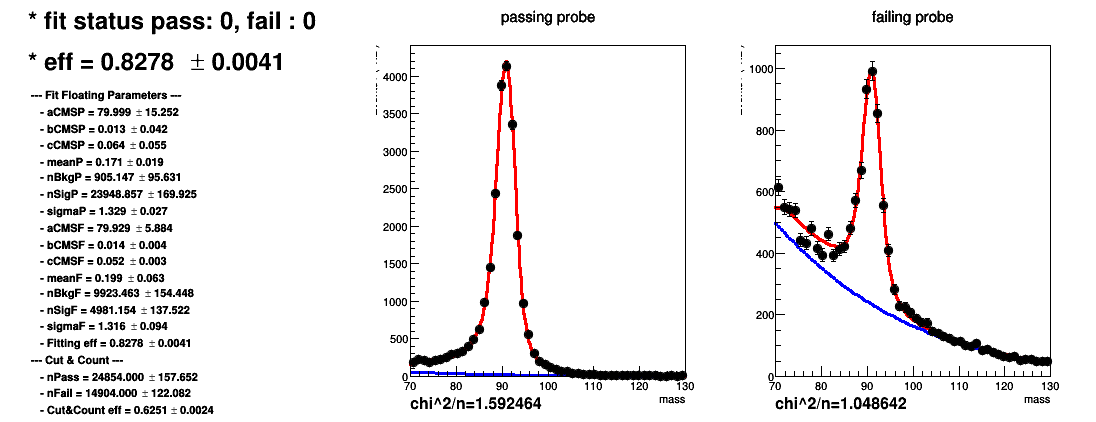 * fit status pass: 0, fail : 0
* eff = 0.8278 ± 0.0041
--- Fit Floating Parameters ---
- aCMSP = 79.999 ± 15.252
- bCMSP = 0.013 ± 0.042
- cCMSP = 0.064 ± 0.055
- meanP = 0.171 ± 0.019
- nBkgP = 905.147 ± 95.631
- nSigP = 23948.857 ± 169.925
- sigmaP = 1.329 ± 0.027
- aCMSF = 79.929 ± 5.884
- bCMSF = 0.014 ± 0.004
- cCMSF = 0.052 ± 0.003
- meanF = 0.199 ± 0.063
- nBkgF = 9923.463 ± 154.448
- nSigF = 4981.154 ± 137.522
- sigmaF = 1.316 ± 0.094
- Fitting eff = 0.8278 ± 0.0041
--- Cut & Count ---
- nPass = 24854.000 ± 157.652
- nFail = 14904.000 ± 122.082
- Cut&Count eff = 0.6251 ± 0.0024
passing probe
4000
3500
3000
2500
2000
1500
1000
500
0
70 80 90 100 110 120 130
mass
chi^2/n=1.592464
failing probe
1000
800
600
400
200
0
70 80 90 100 110 120 130
mass
chi^2/n=1.048642